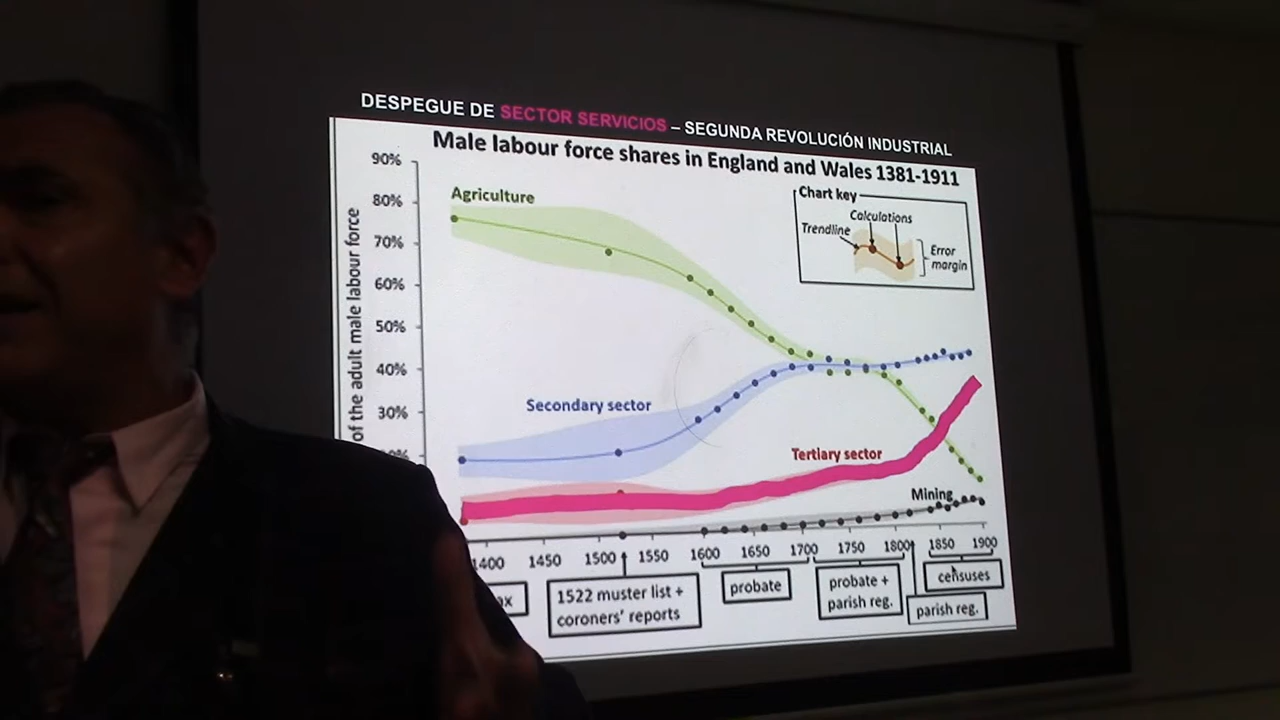 DESPEGUE DE SECTOR SERVICIOS – SEGUNDA REVOLUCIÓN INDUSTRIAL
Male labour force shares in England and Wales 1381-1911
90%
80%
70%
60%
50%
40%
30%
of the adult male labour force
Agriculture
Chart key
Calculations
Trendline
Error
margin
Secondary sector
Tertiary sector
Mining
1400 1450 1500 1550 1600 1650 1700 1750 1800 1850 1900
1522 muster list +
coroners' reports
probate
probate +
parish reg.
censuses
parish reg.